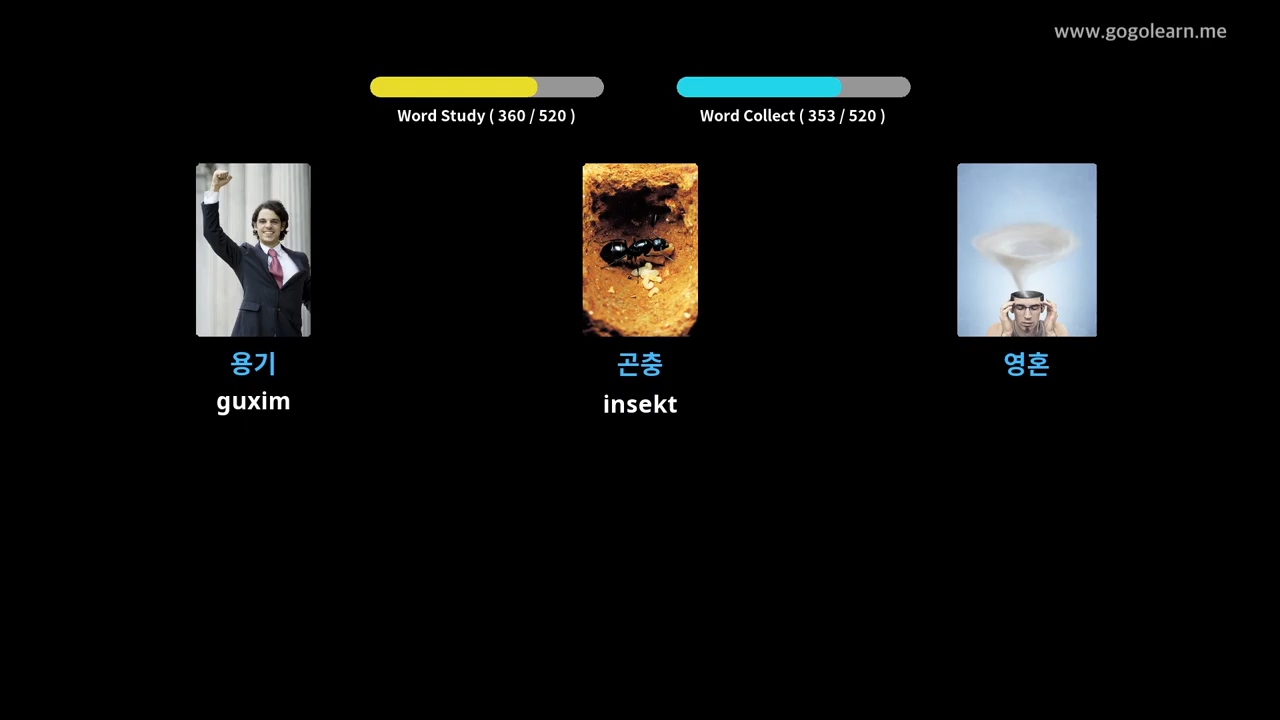 www.gogolearn.me
Word Study ( 360 / 520 )
Word Collect ( 353 / 520 )
용기
곤충
영혼
guxim
insekt